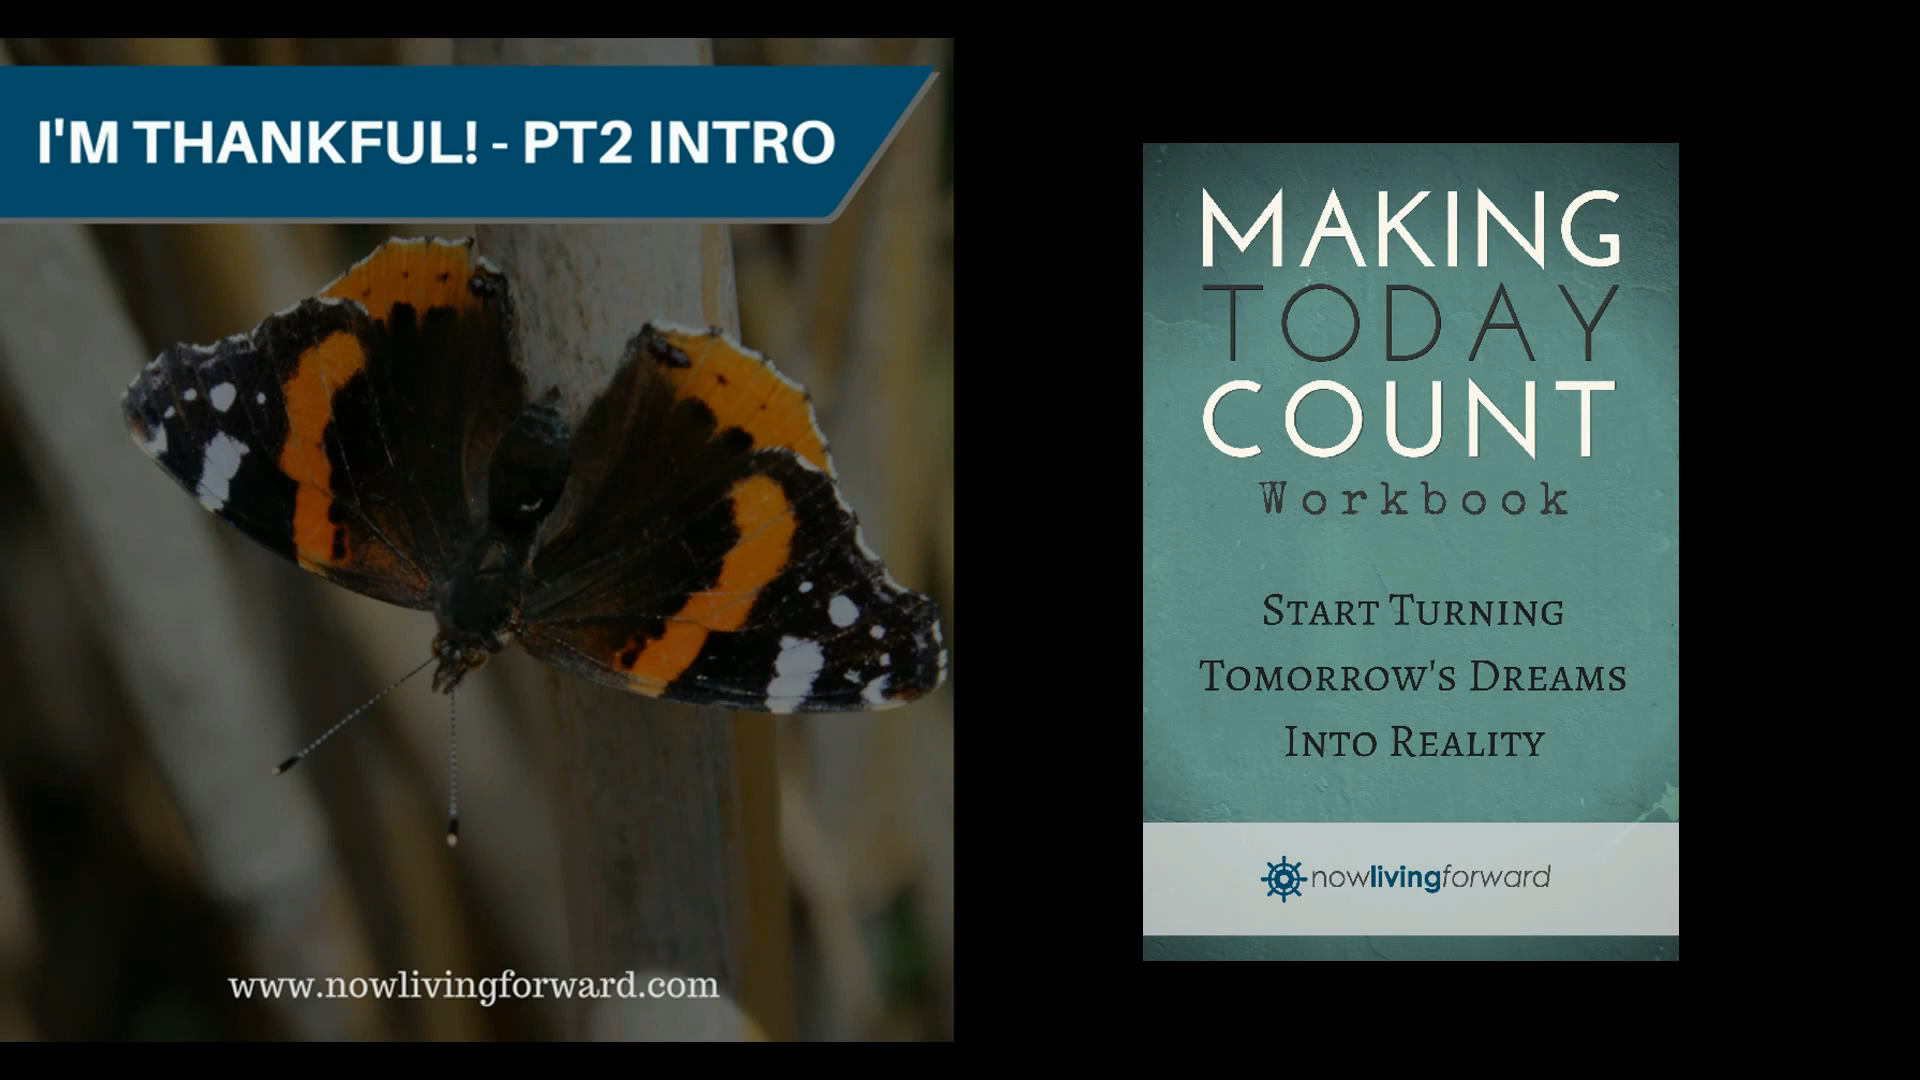 I'M THANKFUL! - PT2 INTRO
www.nowlivingforward.com
MAKING
TODAY
COUNT
Workbook
START TURNING
TOMORROW'S DREAMS
INTO REALITY
nowlivingforward